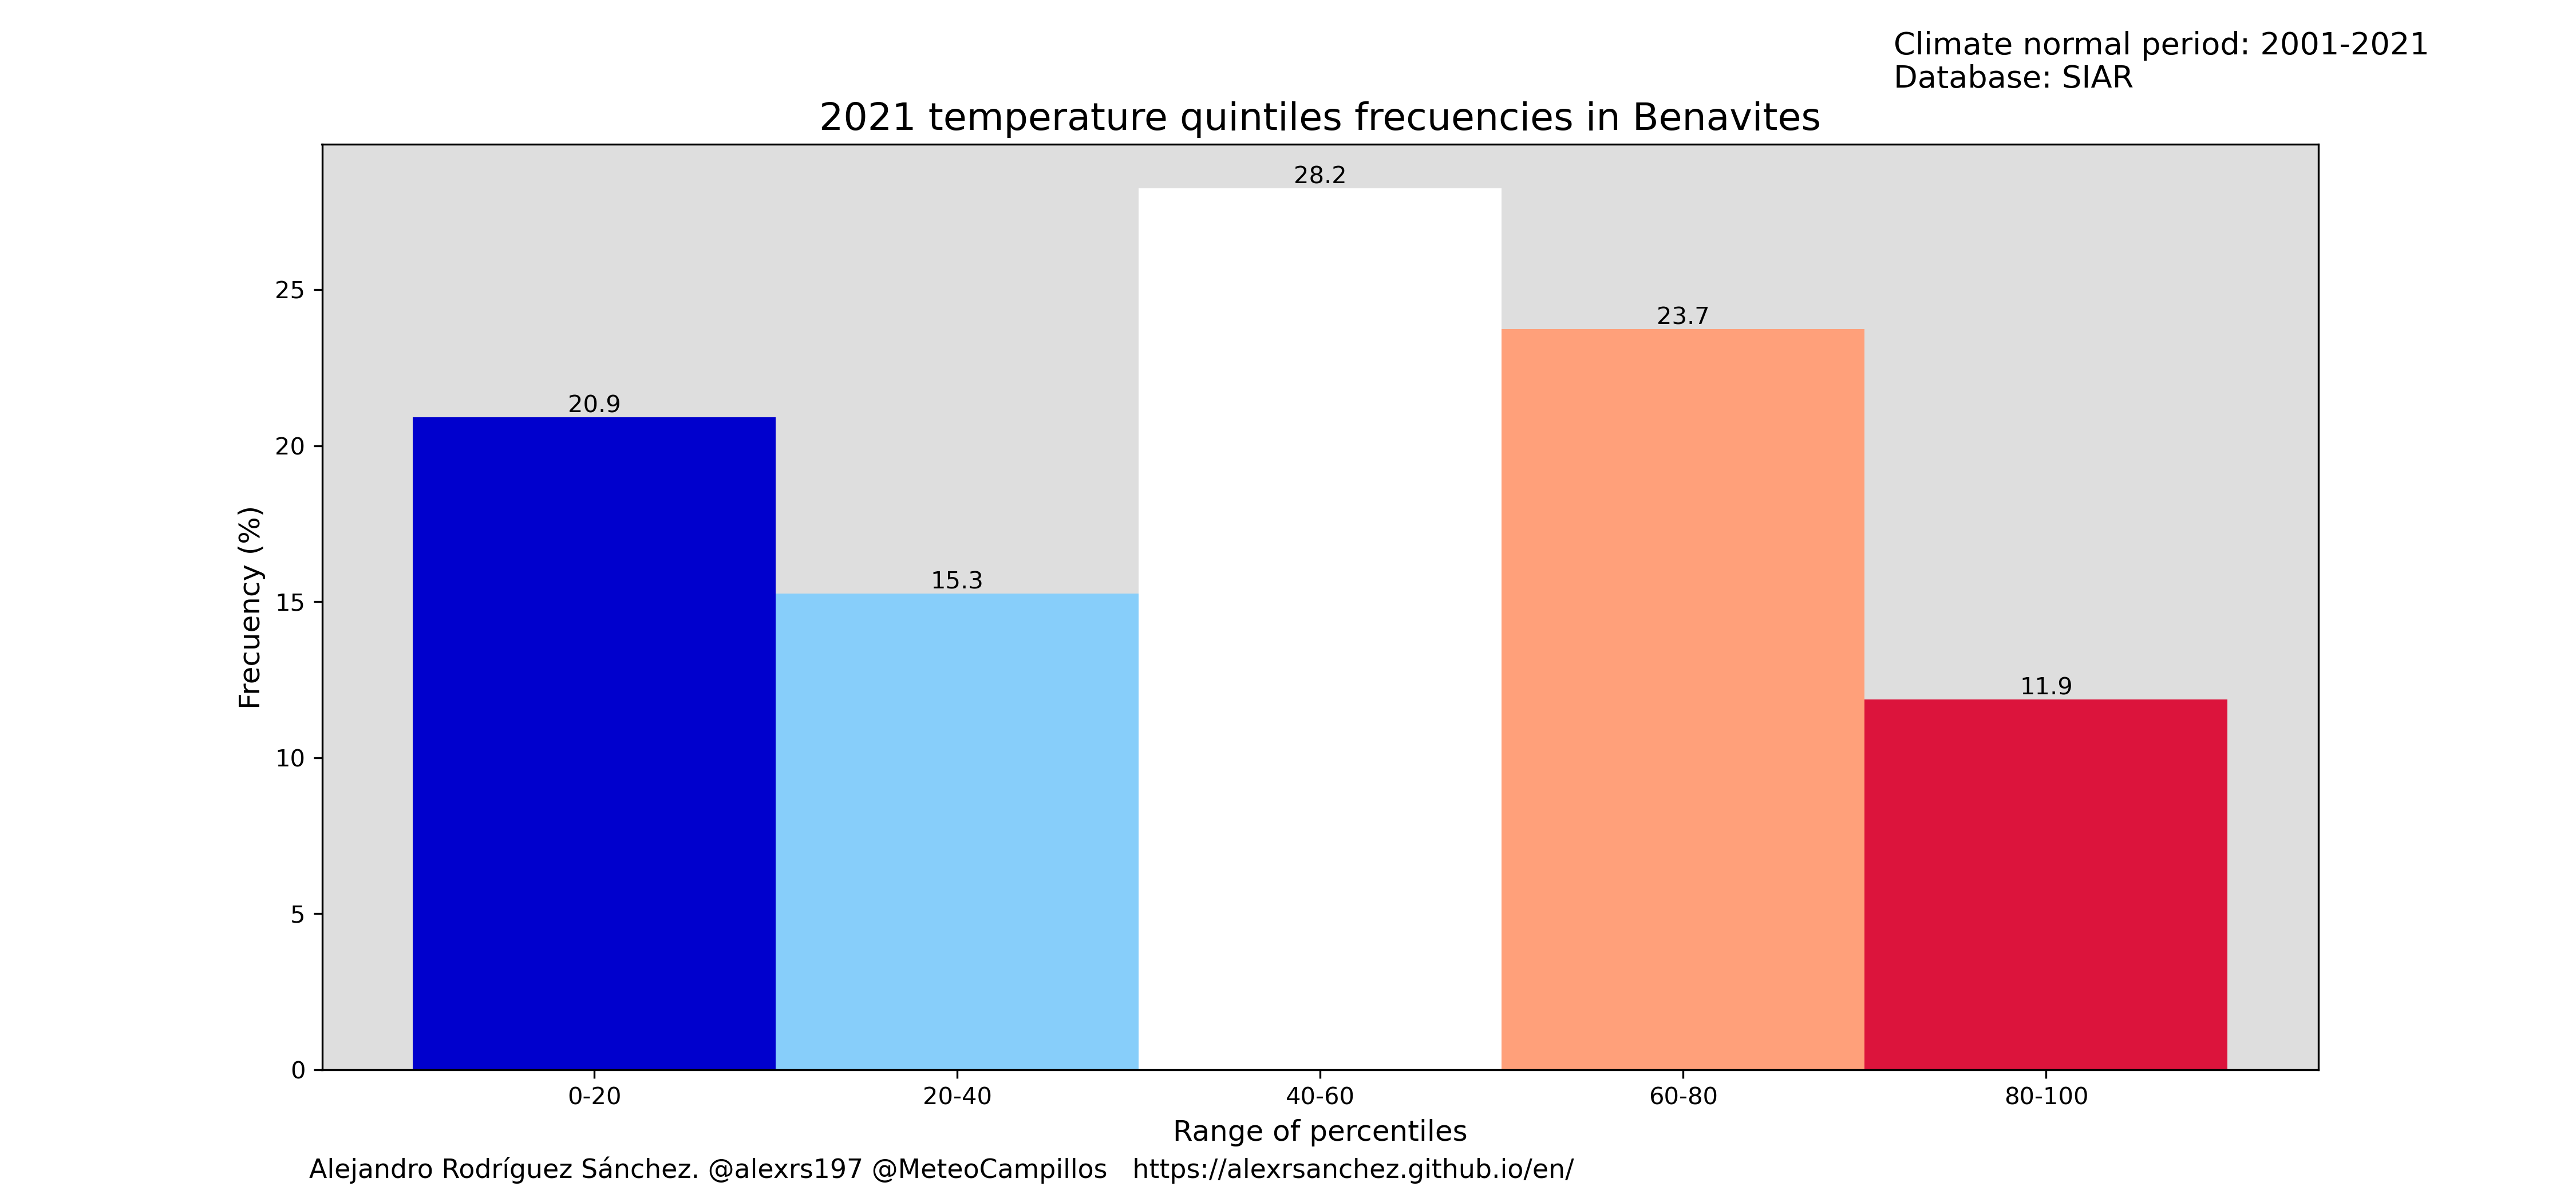 Climate normal period: 2001-2021
Database: SIAR
2021 temperature quintiles frecuencies in Benavites
28.2
25
23.7
20.9
20
15.3
15
11.9
10
5
0
Frecuency (%)
0-20 20-40 40-60 60-80 80-100
Range of percentiles
Alejandro Rodríguez Sánchez. @alexrs197 @MeteoCampillos https://alexrsanchez.github.io/en/